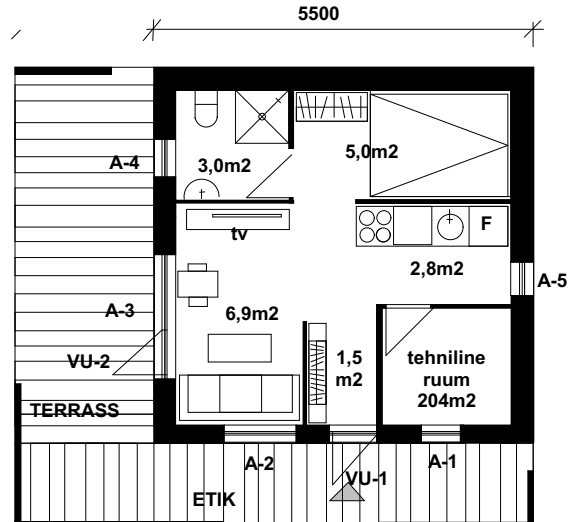 5500
A-4
3,0m2
5,0m2
tv
F
2,8m2
A-5
A-3
6,9m2
VU-2
1,5
m2
tehniline
ruum
204m2
TERRASS
A-2
VU-1
A-1
ETIK